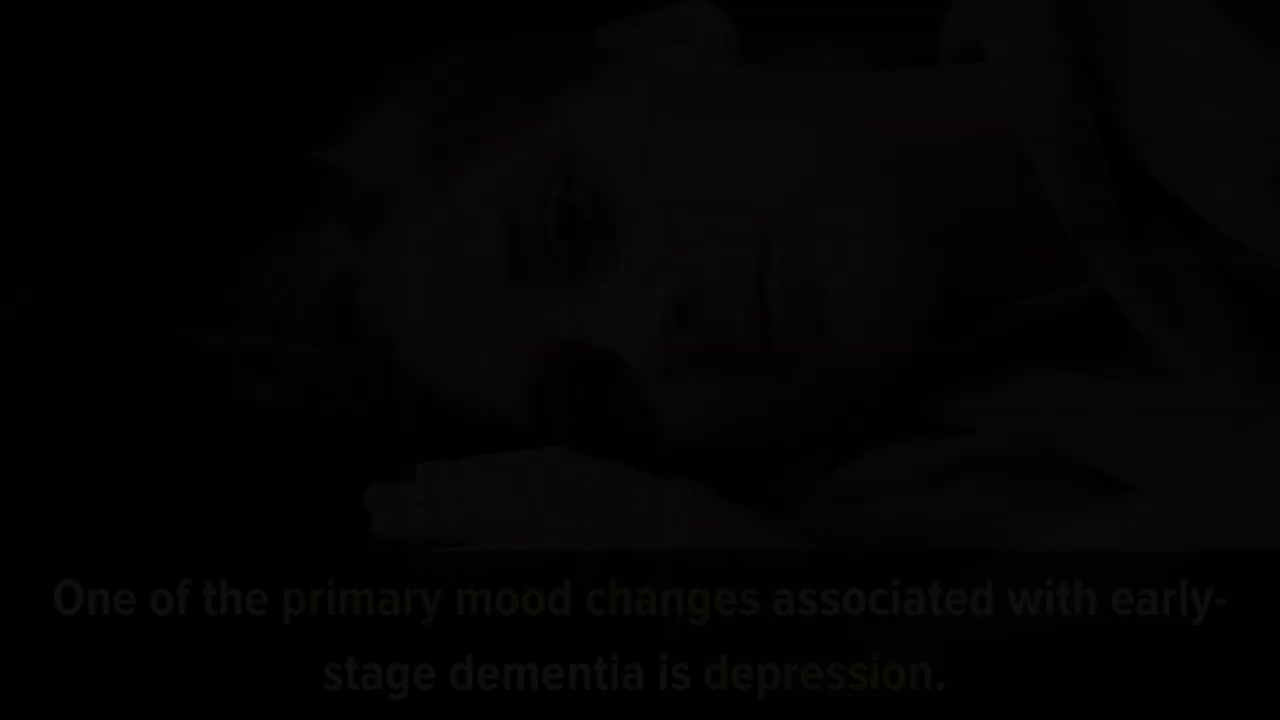 One of the primary mood changes associated with early-
stage dementia is depression.